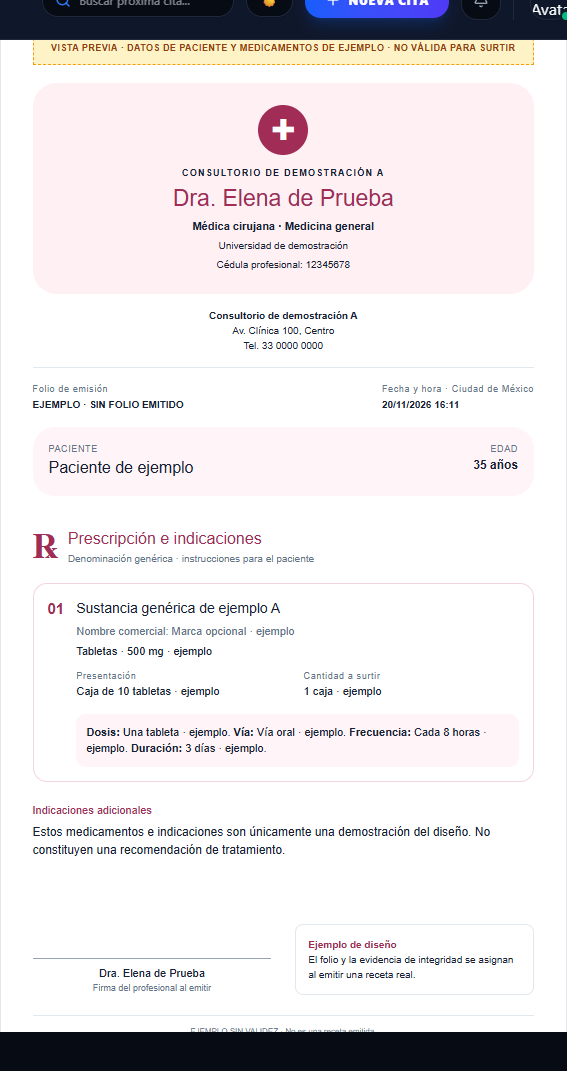 Buscar próxima cita...
NUEVA CITA
Avata
VISTA PREVIA · DATOS DE PACIENTE Y MEDICAMENTOS DE EJEMPLO · NO VÁLIDA PARA SURTIR
CONSULTORIO DE DEMOSTRACIÓN A
Dra. Elena de Prueba
Médica cirujana · Medicina general
Universidad de demostración
Cédula profesional: 12345678
Consultorio de demostración A
Av. Clínica 100, Centro
Tel. 33 0000 0000
Folio de emisión
EJEMPLO · SIN FOLIO EMITIDO
Fecha y hora · Ciudad de México
20/11/2026 16:11
PACIENTE
Paciente de ejemplo
EDAD
35 años
℞ Prescripción e indicaciones
Denominación genérica · instrucciones para el paciente
01 Sustancia genérica de ejemplo A
Nombre comercial: Marca opcional · ejemplo
Tabletas · 500 mg · ejemplo
Presentación
Caja de 10 tabletas · ejemplo
Cantidad a surtir
1 caja · ejemplo
Dosis: Una tableta · ejemplo. Vía: Vía oral · ejemplo. Frecuencia: Cada 8 horas ·
ejemplo. Duración: 3 días · ejemplo.
Indicaciones adicionales
Estos medicamentos e indicaciones son únicamente una demostración del diseño. No
constituyen una recomendación de tratamiento.
Dra. Elena de Prueba
Firma del profesional al emitir
Ejemplo de diseño
El folio y la evidencia de integridad se asignan
al emitir una receta real.
EJEMPLO SIN VALIDEZ · No es una receta emitida